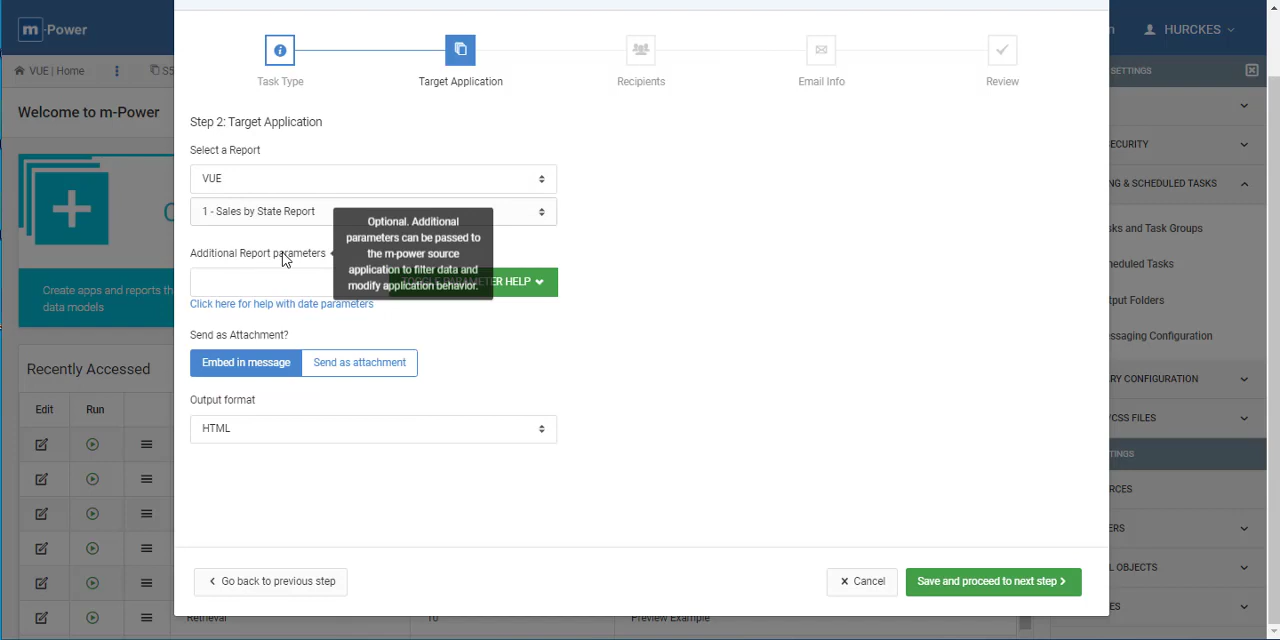 m -Power
n HURCKES
VUE | Home
S5
SETTINGS
Welcome to m-Power
C
Create apps and reports th
data models
Recently Accessed
Edit Run
Retrieval 10 Preview Example
Task Type Target Application Recipients Email Info Review
Step 2: Target Application
Select a Report
VUE
1 - Sales by State Report
Additional Report parameters
Optional. Additional
parameters can be passed to
the m-power source
application to filter data and
modify application behavior.
TOGGLE PARAMETER HELP
Click here for help with date parameters
Send as Attachment?
Embed in message Send as attachment
Output format
HTML
Go back to previous step Cancel Save and proceed to next step
ECURITY
NG & SCHEDULED TASKS
sks and Task Groups
heduled Tasks
tput Folders
essaging Configuration
RY CONFIGURATION
/CSS FILES
TINGS
RCES
ERS
L OBJECTS
ES